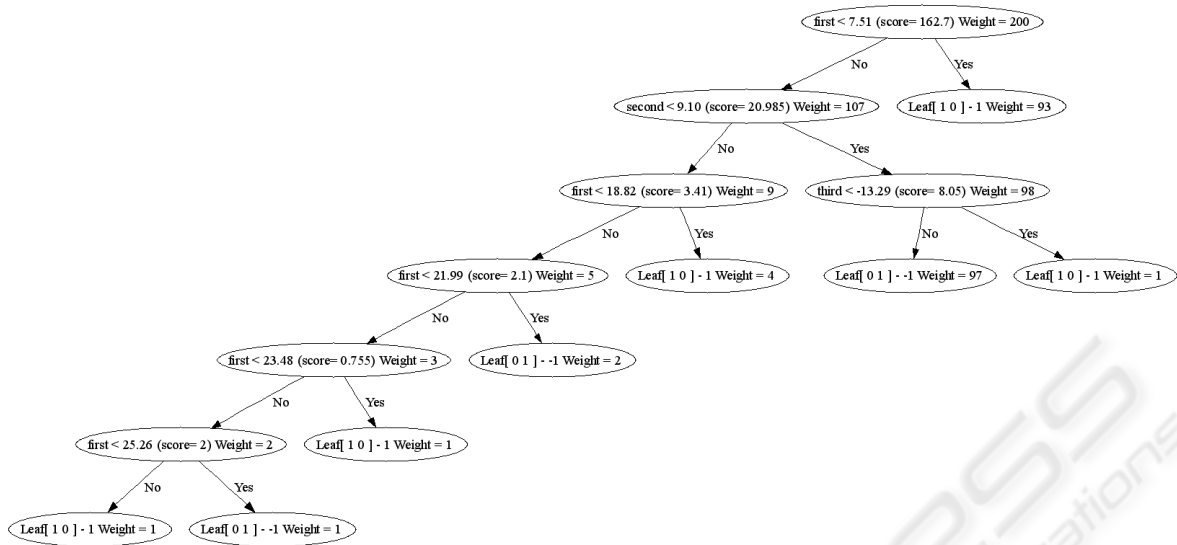 first < 7.51 (score= 162.7) Weight = 200
No
Yes
second < 9.10 (score= 20.985) Weight = 107
Leaf[ 1 0 ] - 1 Weight = 93
No
Yes
first < 18.82 (score= 3.41) Weight = 9
third < -13.29 (score= 8.05) Weight = 98
No
Yes
No
Yes
first < 21.99 (score= 2.1) Weight = 5
Leaf[ 1 0 ] - 1 Weight = 4
Leaf[ 0 1 ] - -1 Weight = 97
Leaf[ 1 0 ] - 1 Weight = 1
No
Yes
first < 23.48 (score= 0.755) Weight = 3
Leaf[ 0 1 ] - -1 Weight = 2
No
Yes
first < 25.26 (score= 2) Weight = 2
Leaf[ 1 0 ] - 1 Weight = 1
No
Yes
Leaf[ 1 0 ] - 1 Weight = 1
Leaf[ 0 1 ] - -1 Weight = 1